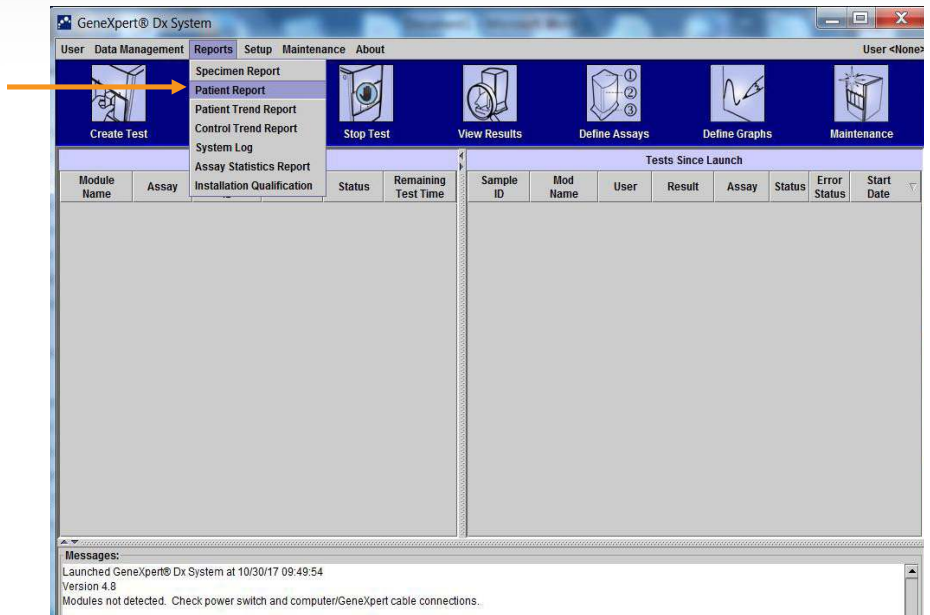 GeneXpert® Dx System
User Data Management Reports Setup Maintenance About User <None>
Specimen Report
Patient Report
Patient Trend Report
Control Trend Report
System Log
Assay Statistics Report
Installation Qualification
Create Test Stop Test View Results Define Assays Define Graphs Maintenance
Tests Since Launch
Module Name Assay Status Remaining Test Time
Sample ID Mod Name User Result Assay Status Error Status Start Date
Messages:
Launched GeneXpert® Dx System at 10/30/17 09:49:54
Version 4.8
Modules not detected. Check power switch and computer/GeneXpert cable connections.